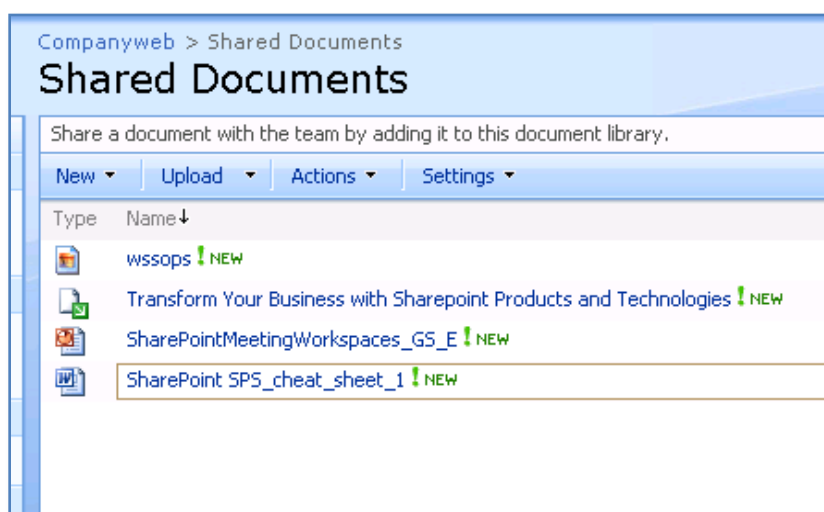 Companyweb > Shared Documents
Shared Documents
Share a document with the team by adding it to this document library.
New Upload Actions Settings
Type Name
wssops ! NEW
Transform Your Business with Sharepoint Products and Technologies ! NEW
SharePointMeetingWorkspaces_GS_E ! NEW
SharePoint SPS_cheat_sheet_1 ! NEW